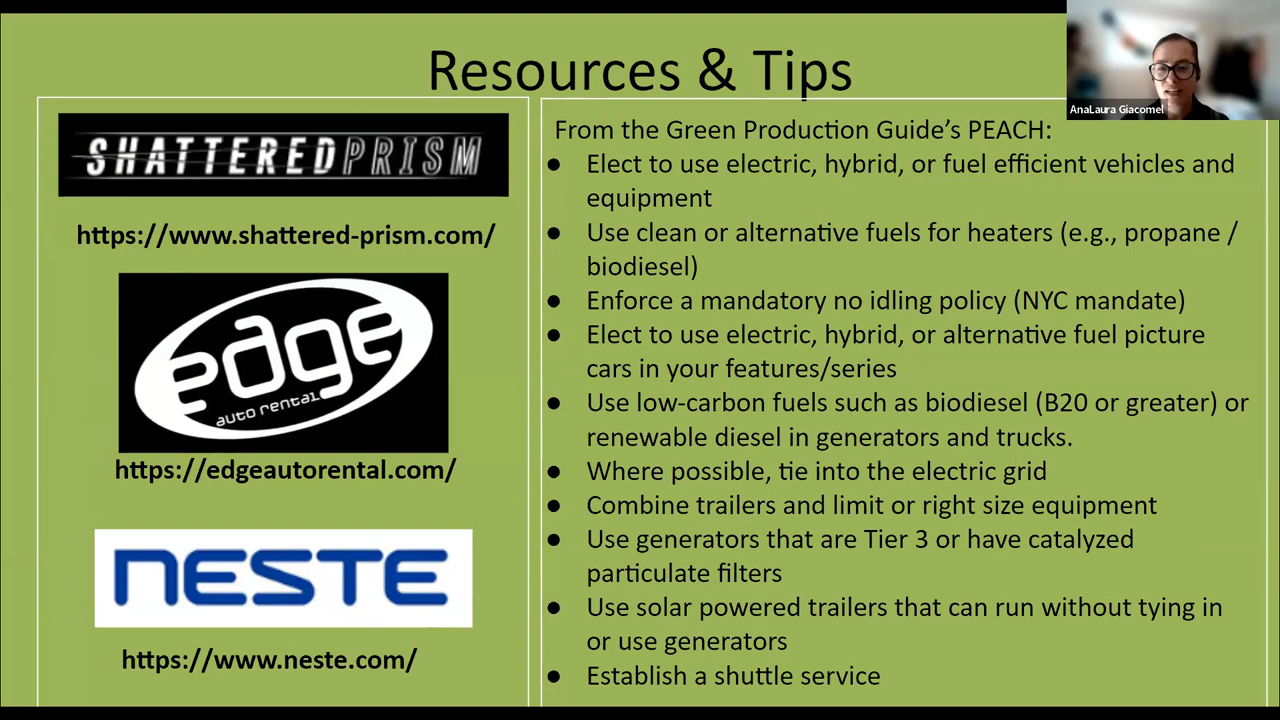 Resources & Tips
AnaLaura Giacomel
SHATTEREDPRISM
https://www.shattered-prism.com/
edge
auto rental
https://edgeautorental.com/
NESTE
https://www.neste.com/
From the Green Production Guide's PEACH:
● Elect to use electric, hybrid, or fuel efficient vehicles and
equipment
● Use clean or alternative fuels for heaters (e.g., propane /
biodiesel)
● Enforce a mandatory no idling policy (NYC mandate)
● Elect to use electric, hybrid, or alternative fuel picture
cars in your features/series
● Use low-carbon fuels such as biodiesel (B20 or greater) or
renewable diesel in generators and trucks.
● Where possible, tie into the electric grid
● Combine trailers and limit or right size equipment
● Use generators that are Tier 3 or have catalyzed
particulate filters
● Use solar powered trailers that can run without tying in
or use generators
● Establish a shuttle service